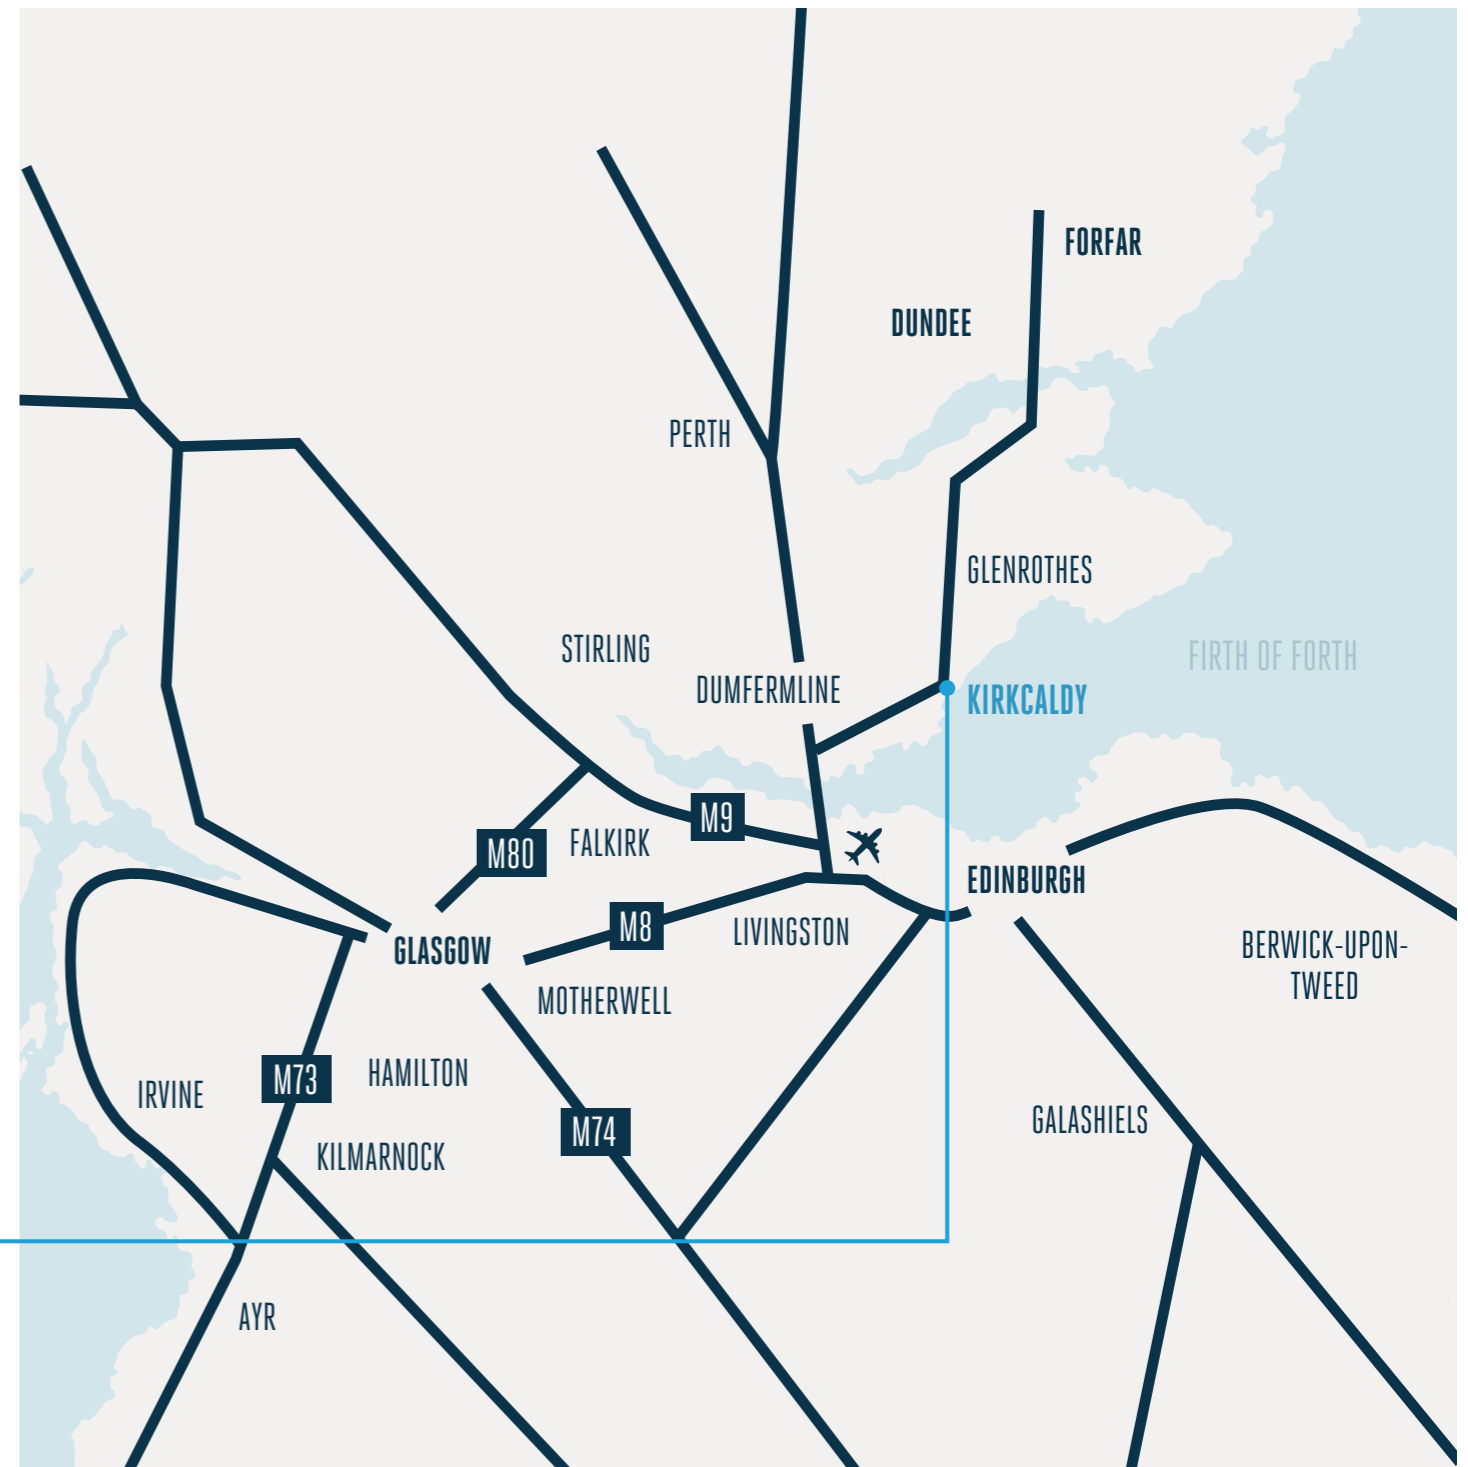 FORFAR
DUNDEE
PERTH
GLENROTHES
STIRLING
FIRTH OF FORTH
DUMFERMLINE
KIRKCALDY
M9
M80
FALKIRK
EDINBURGH
M8
LIVINGSTON
GLASGOW
BERWICK-UPON-
TWEED
MOTHERWELL
HAMILTON
M73
IRVINE
GALASHIELS
M74
KILMARNOCK
AYR